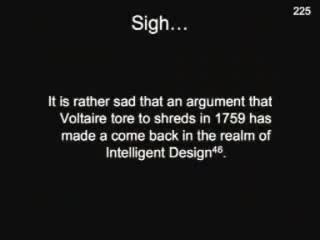 225
Sigh...
It is rather sad that an argument that
Voltaire tore to shreds in 1759 has
made a come back in the realm of
Intelligent Design⁴⁶.